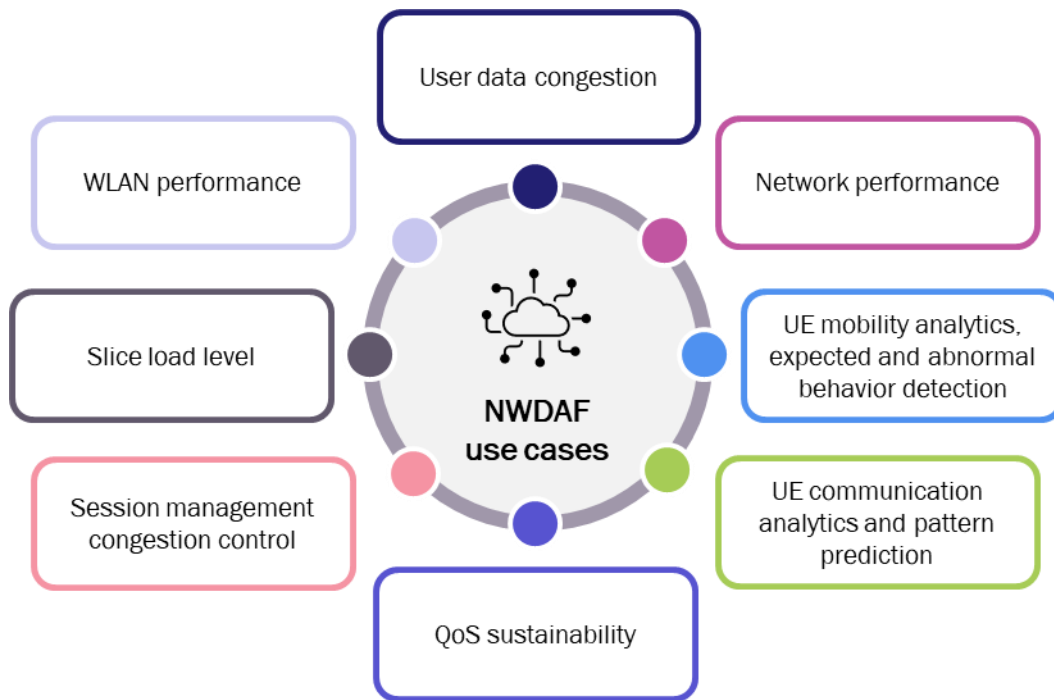 User data congestion
WLAN performance
Network performance
Slice load level
NWDAF
use cases
UE mobility analytics,
expected and abnormal
behavior detection
Session management
congestion control
UE communication
analytics and pattern
prediction
QoS sustainability